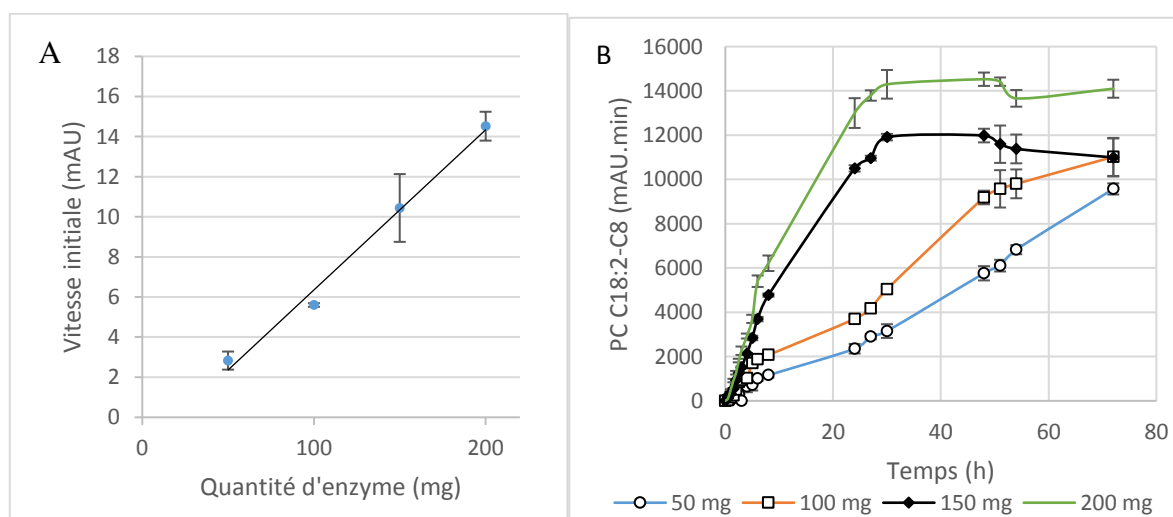 A
Vitesse initiale (mAU)
18
16
14
12
10
8
6
4
2
0
0
100
200
Quantité d'enzyme (mg)
B
PC C18:2-C8 (mAU.min)
16000
14000
12000
10000
8000
6000
4000
2000
0
0
20
40
60
80
Temps (h)
50 mg
100 mg
150 mg
200 mg